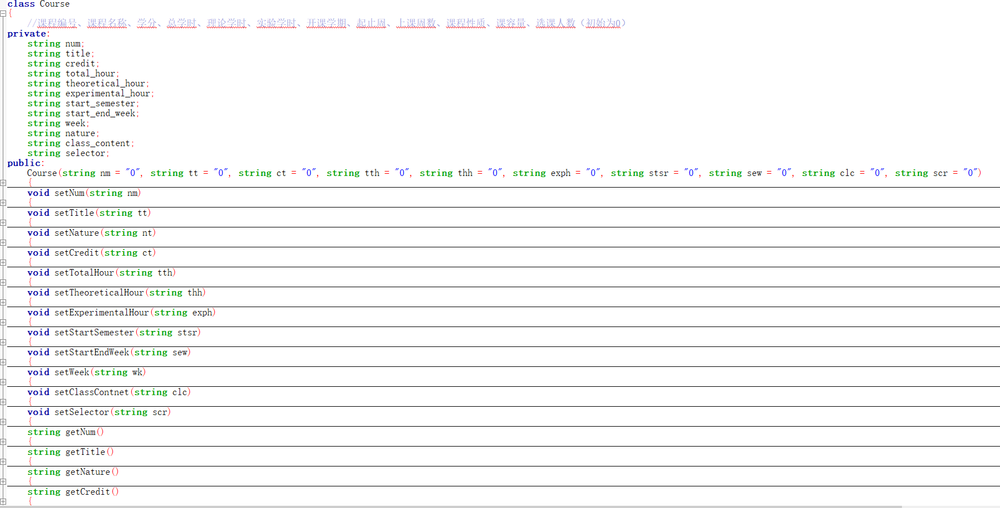 class Course
{
//课程编号、课程名称、学分、总学时、理论学时、实验学时、开课学期、起止周、上课周数、课程性质、课容量、选课人数（初始为0）
private:
string num;
string title;
string credit;
string total_hour;
string theoretical_hour;
string experimental_hour;
string start_semester;
string start_end_week;
string week;
string nature;
string class_content;
string selector;
public:
Course(string nm = "0", string tt = "0", string ct = "0", string tth = "0", string thh = "0", string exph = "0", string stsr = "0", string sew = "0", string clc = "0", string scr = "0")
{
void setNum(string nm)
{
void setTitle(string tt)
{
void setNature(string nt)
{
void setCredit(string ct)
{
void setTotalHour(string tth)
{
void setTheoreticalHour(string thh)
{
void setExperimentalHour(string exph)
{
void setStartSemester(string stsr)
{
void setStartEndWeek(string sew)
{
void setWeek(string wk)
{
void setClassContnet(string clc)
{
void setSelector(string scr)
{
string getNum()
{
string getTitle()
{
string getNature()
{
string getCredit()
{